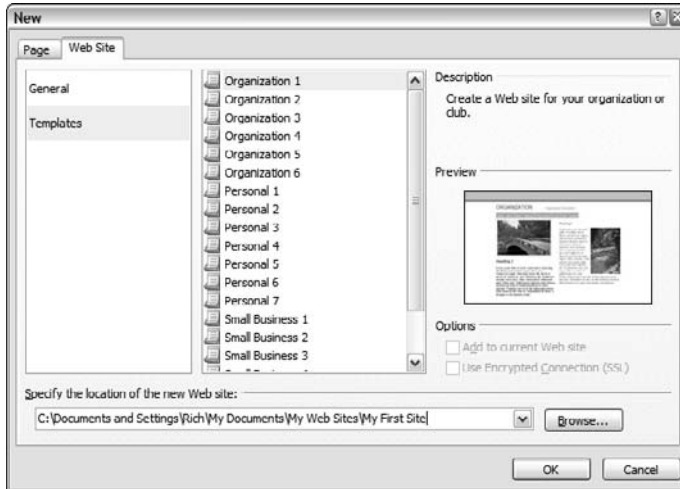 New
Page
Web Site
General
Templates
Organization 1
Organization 2
Organization 3
Organization 4
Organization 5
Organization 6
Personal 1
Personal 2
Personal 3
Personal 4
Personal 5
Personal 6
Personal 7
Small Business 1
Small Business 2
Small Business 3
Description
Create a Web site for your organization or
club.
Preview
ORGANIZATION
Options
Add to current Web site
Use Encrypted Connection (SSL)
Specify the location of the new Web site:
C:\Documents and Settings\Rich\My Documents\My Web Sites\My First Site
Browse...
OK
Cancel